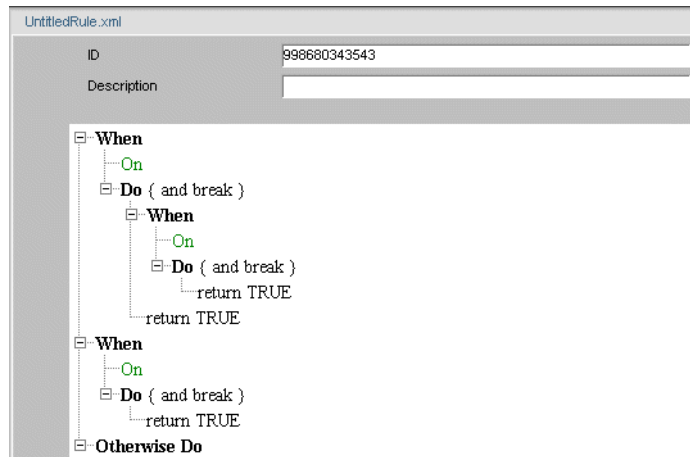 UntitledRule.xml
ID 998680343543
Description
When
On
Do { and break }
When
On
Do { and break }
return TRUE
return TRUE
When
On
Do { and break }
return TRUE
Otherwise Do